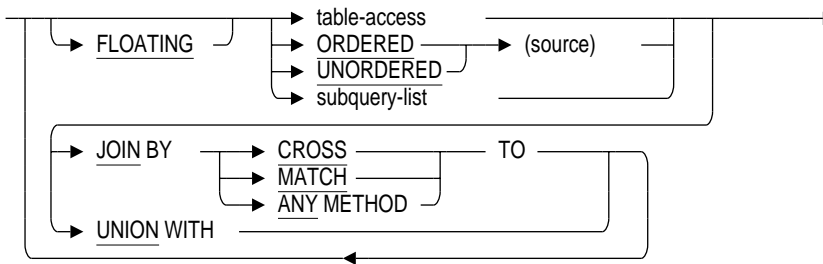 table-access
FLOATING ORDERED (source)
UNORDERED
subquery-list
JOIN BY CROSS TO
MATCH
ANY METHOD
UNION WITH